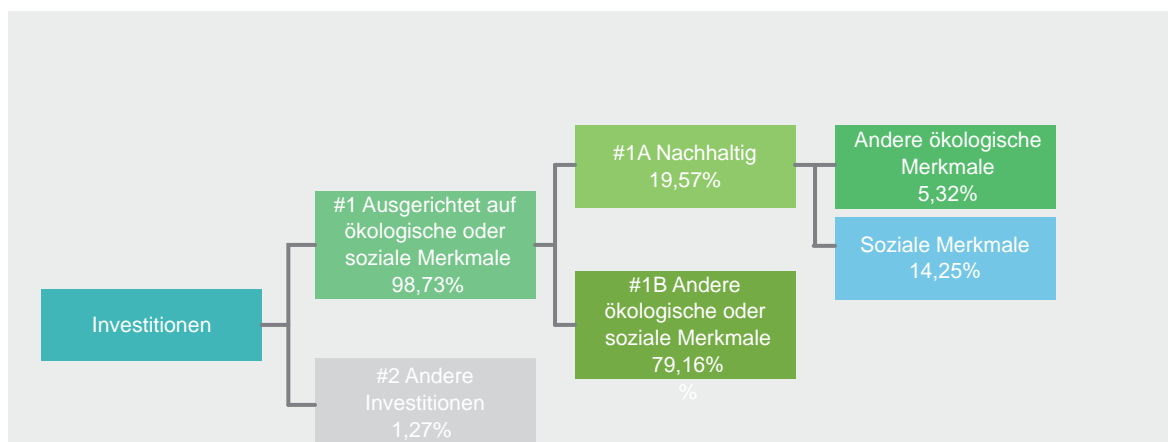 Investitionen
#1 Ausgerichtet auf
ökologische oder
soziale Merkmale
98,73%
#2 Andere
Investitionen
1,27%
#1A Nachhaltig
19,57%
#1B Andere
ökologische oder
soziale Merkmale
79,16%
%
Andere ökologische
Merkmale
5,32%
Soziale Merkmale
14,25%